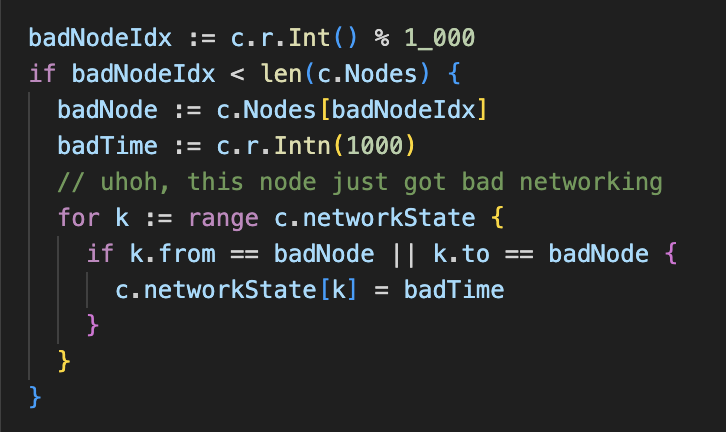 badNodeIdx := c.r.Int() % 1_000
if badNodeIdx < len(c.Nodes) {
badNode := c.Nodes[badNodeIdx]
badTime := c.r.Intn(1000)
// uhoh, this node just got bad networking
for k := range c.networkState {
if k.from == badNode || k.to == badNode {
c.networkState[k] = badTime
}
}
}